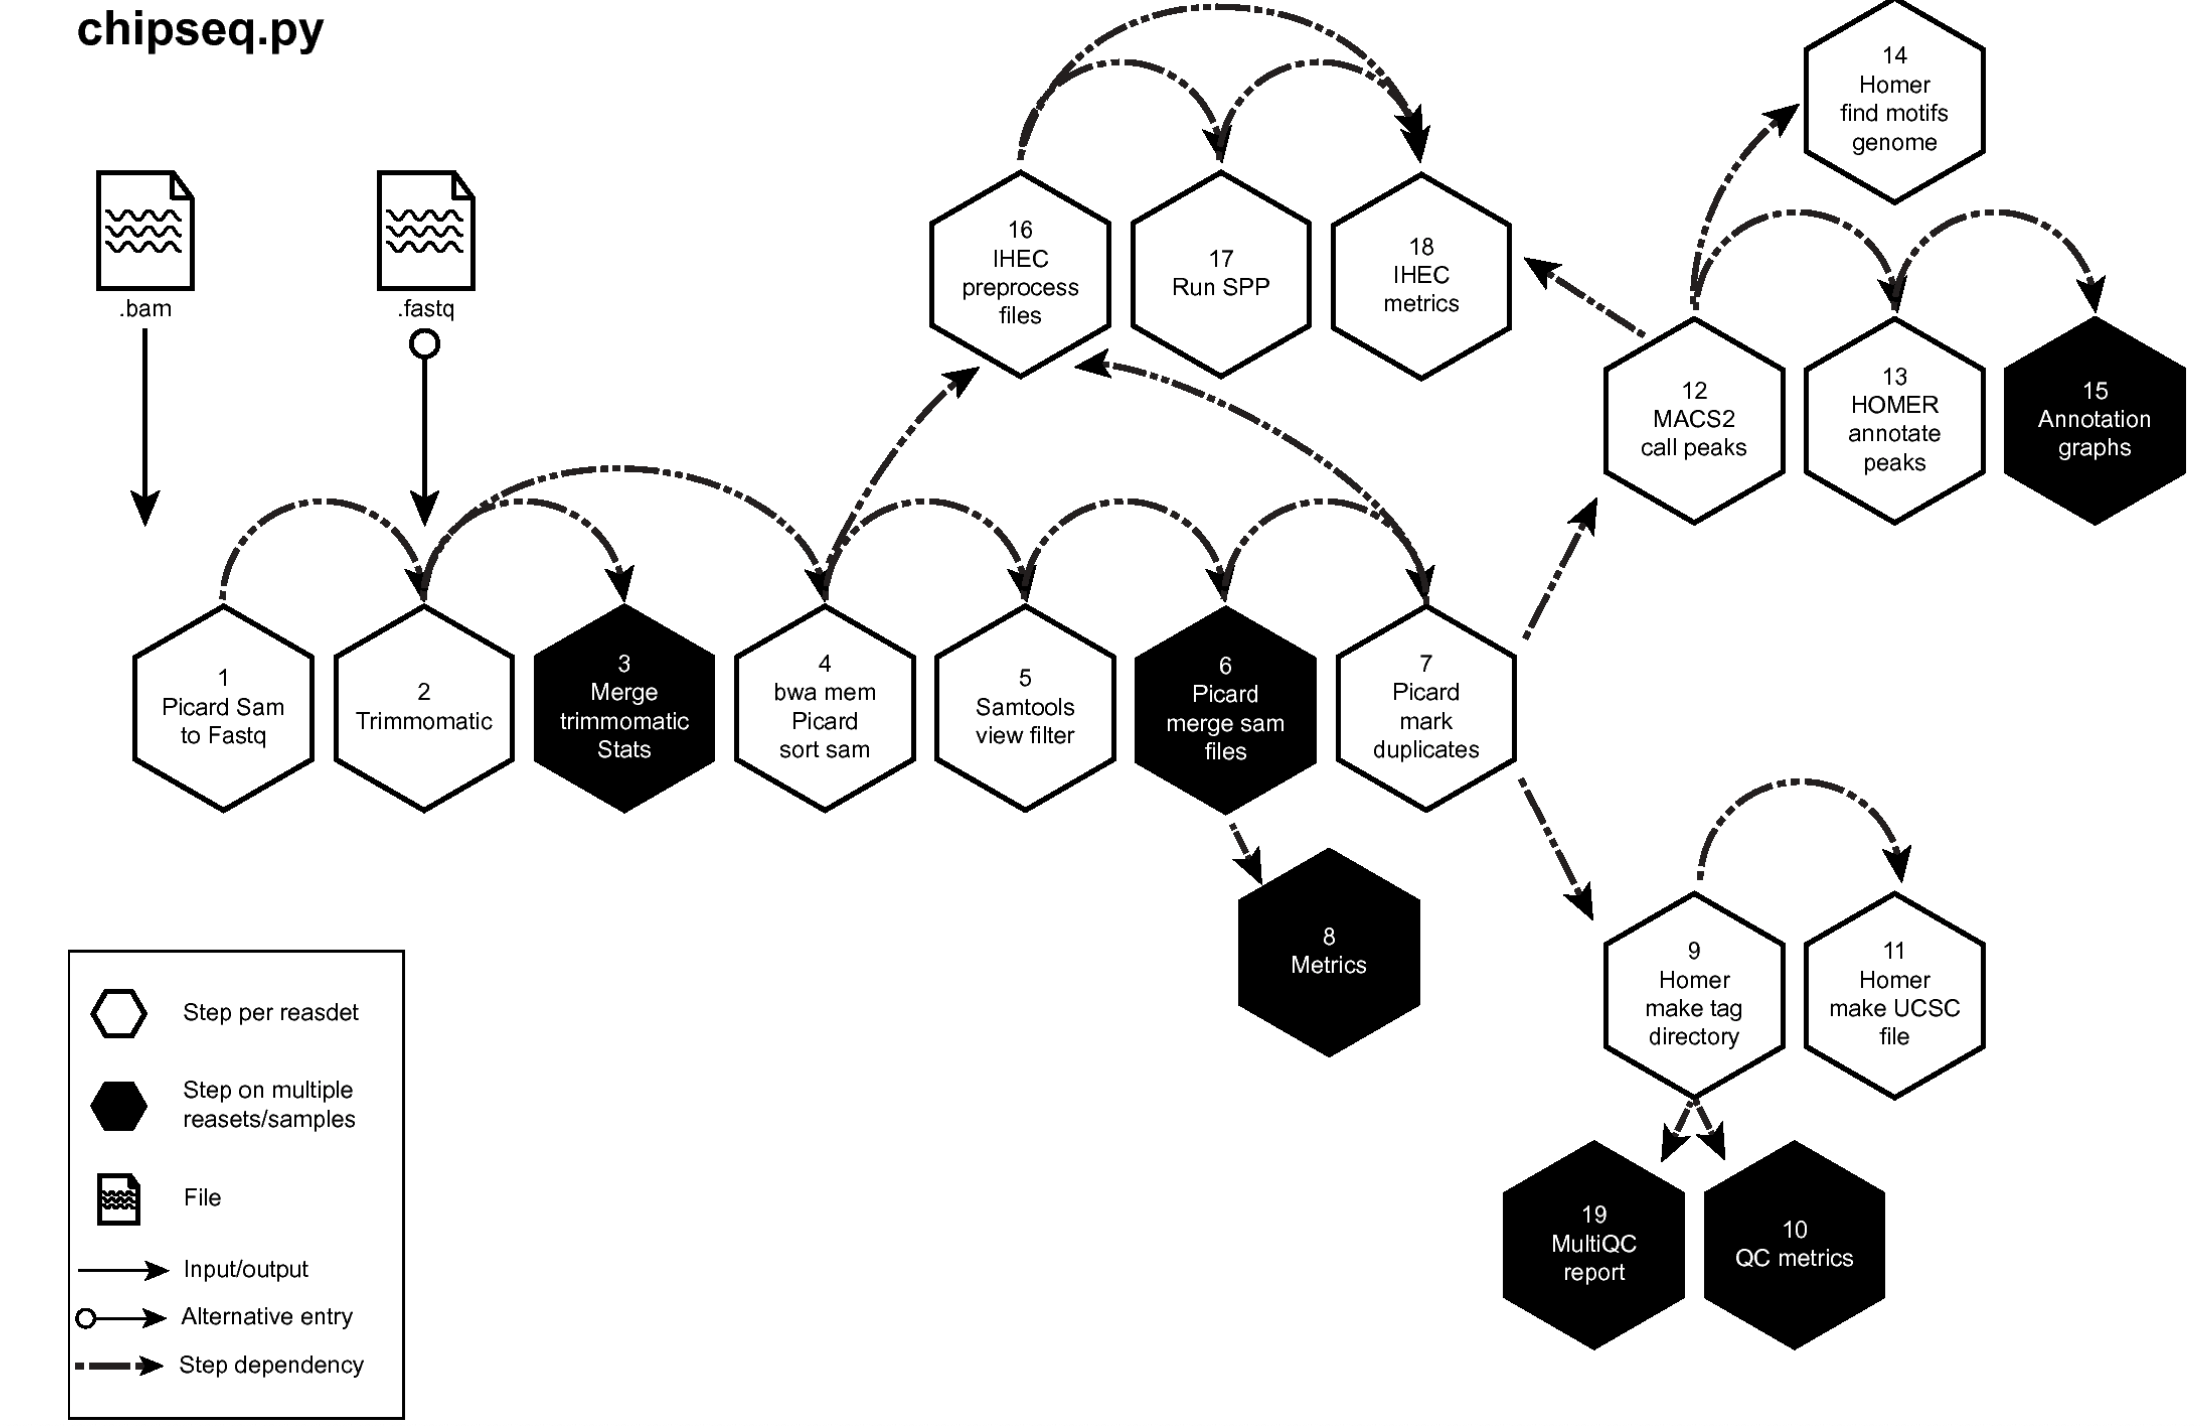 chipseq.py
.bam
.fastq
1
Picard Sam
to Fastq
2
Trimmomatic
3
Merge
trimmomatic
Stats
4
bwa mem
Picard
sort sam
5
Samtools
view filter
6
Picard
merge sam
files
7
Picard
mark
duplicates
8
Metrics
16
IHEC
preprocess
files
17
Run SPP
18
IHEC
metrics
14
Homer
find motifs
genome
12
MACS2
call peaks
13
HOMER
annotate
peaks
15
Annotation
graphs
9
Homer
make tag
directory
11
Homer
make UCSC
file
19
MultiQC
report
10
QC metrics
Step per reasdet
Step on multiple
reasets/samples
File
Input/output
Alternative entry
Step dependency